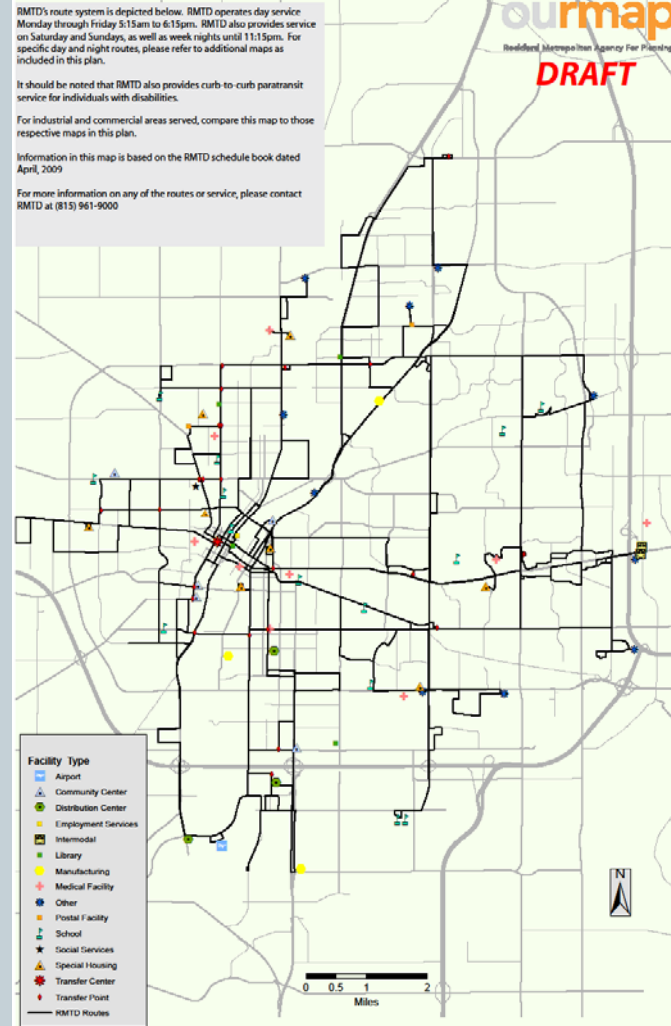 RMTD's route system is depicted below. RMTD operates day service
Monday through Friday 5:15am to 6:15pm. RMTD also provides service
on Saturday and Sundays, as well as week nights until 11:15pm. For
specific day and night routes, please refer to additional maps as
included in this plan.
It should be noted that RMTD also provides curb-to-curb paratransit
service for individuals with disabilities.
For industrial and commercial areas served, compare this map to those
respective maps in this plan.
Information in this map is based on the RMTD schedule book dated
April, 2009
For more information on any of the routes or service, please contact
RMTD at (815) 961-9000
ourmap
Rockford Metropolitan Agency For Planning
DRAFT
Facility Type
Airport
Community Center
Distribution Center
Employment Services
Intermodal
Library
Manufacturing
Medical Facility
Other
Postal Facility
School
Social Services
Special Housing
Transfer Center
Transfer Point
RMTD Routes
N
0 0.5 1 2
Miles